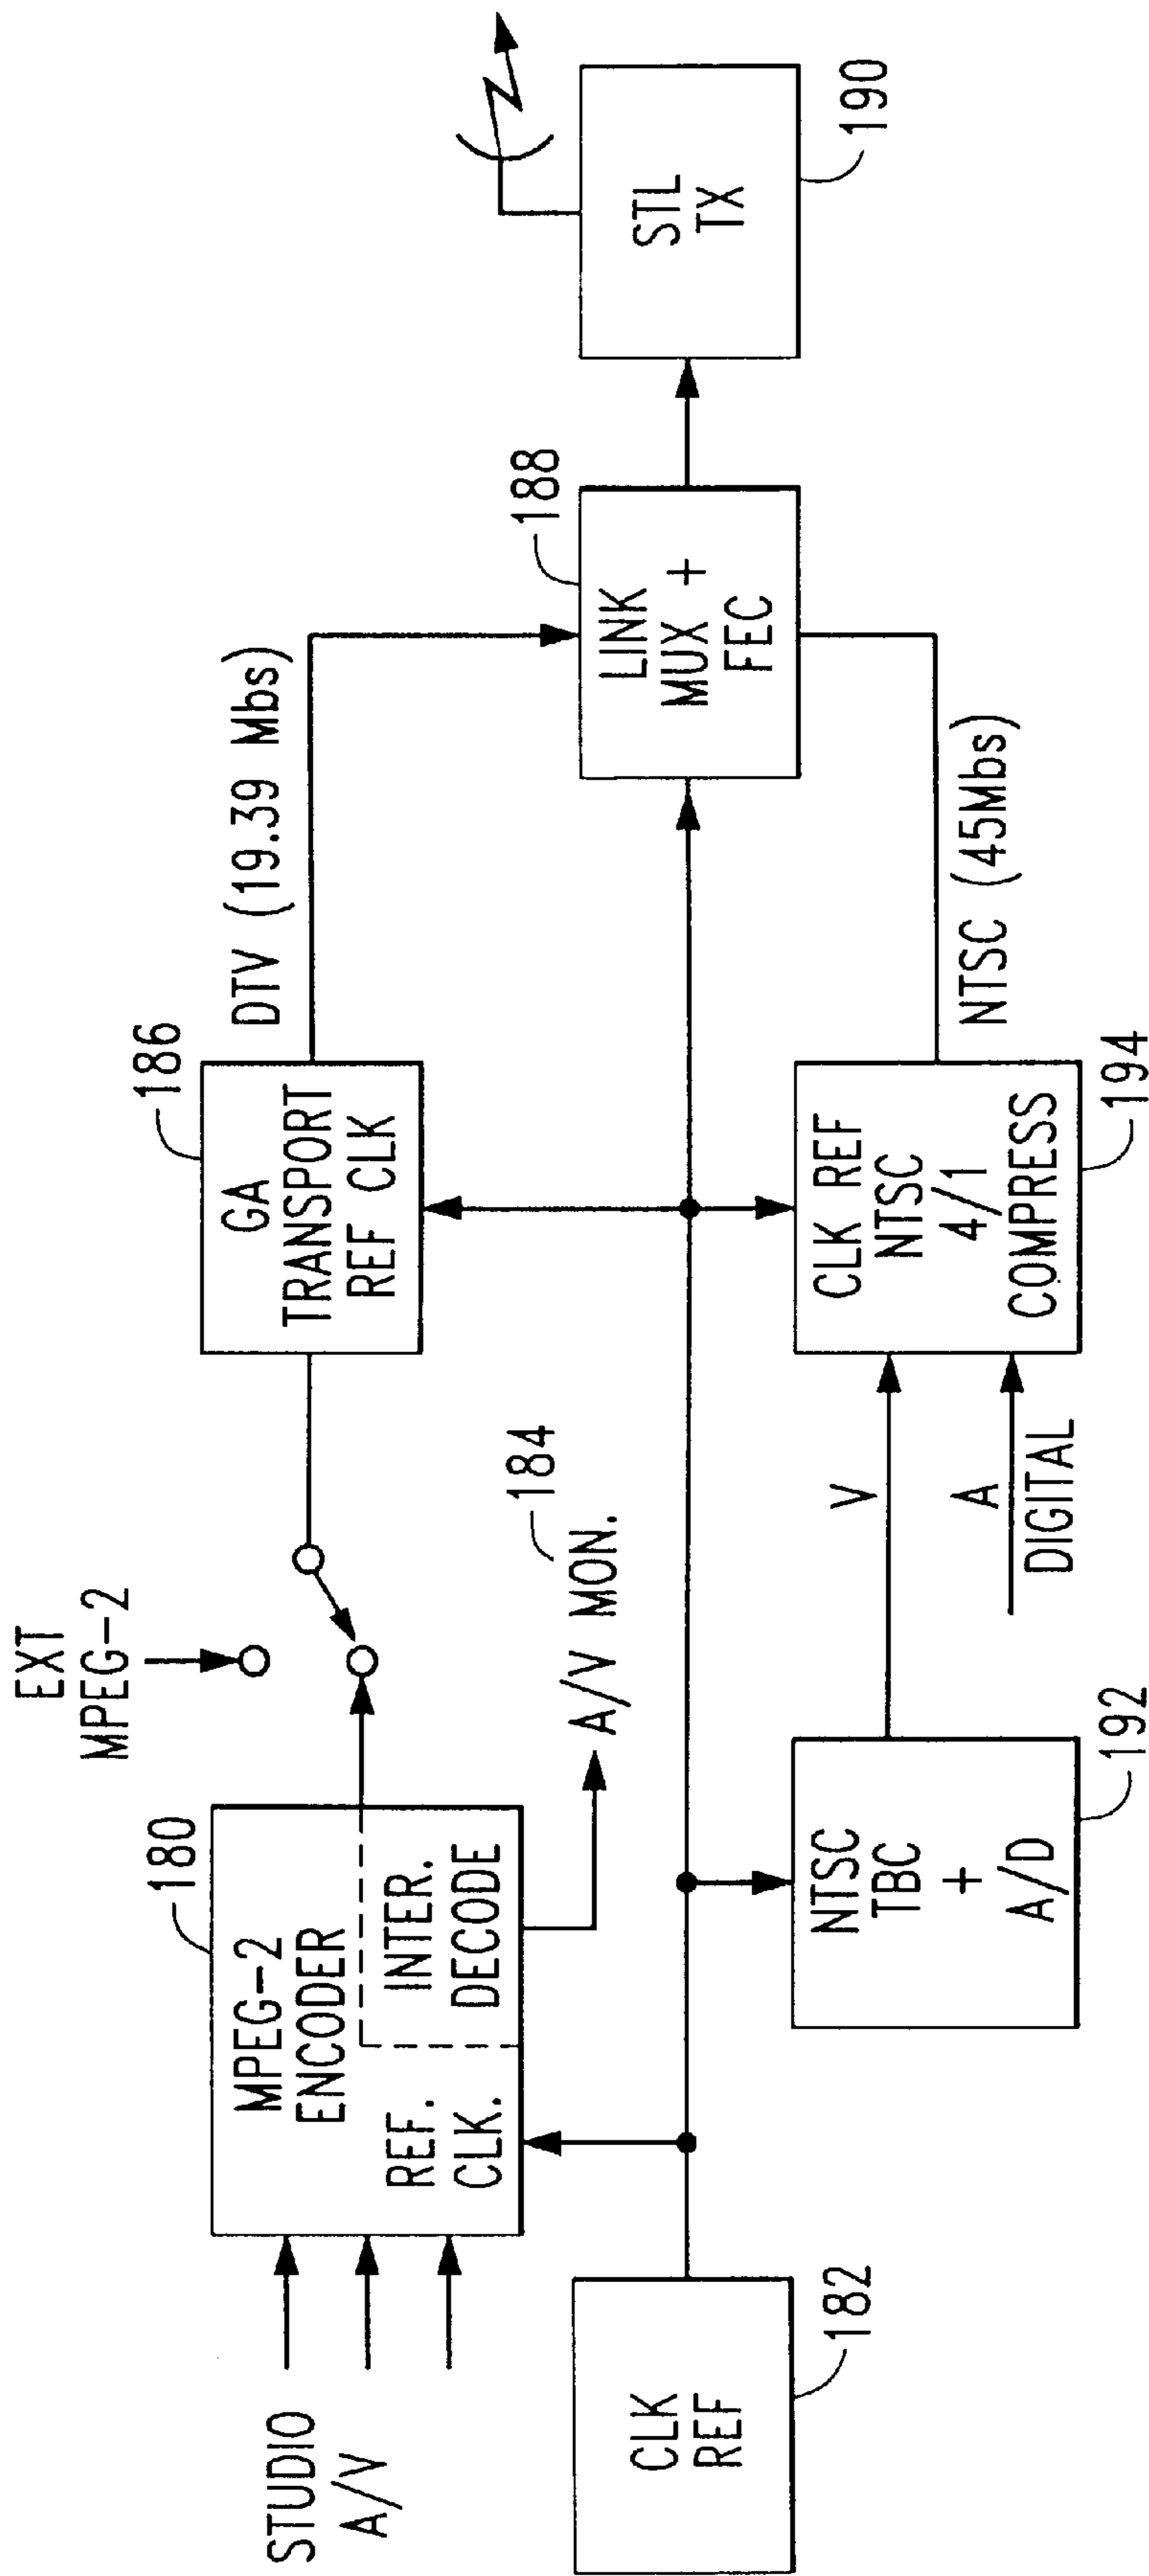 STUDIO
A/V
180
MPEG-2
ENCODER
REF.
CLK.
INTER.
DECODE
EXT
MPEG-2
184
A/V MON.
186
GA
TRANSPORT
REF CLK
DTV (19.39 Mbs)
188
LINK
MUX +
FEC
STL
TX
190
CLK
REF
182
NTSC
TBC
+
A/D
192
V
A
DIGITAL
CLK REF
NTSC
4/1
COMPRESS
194
NTSC (45Mbs)